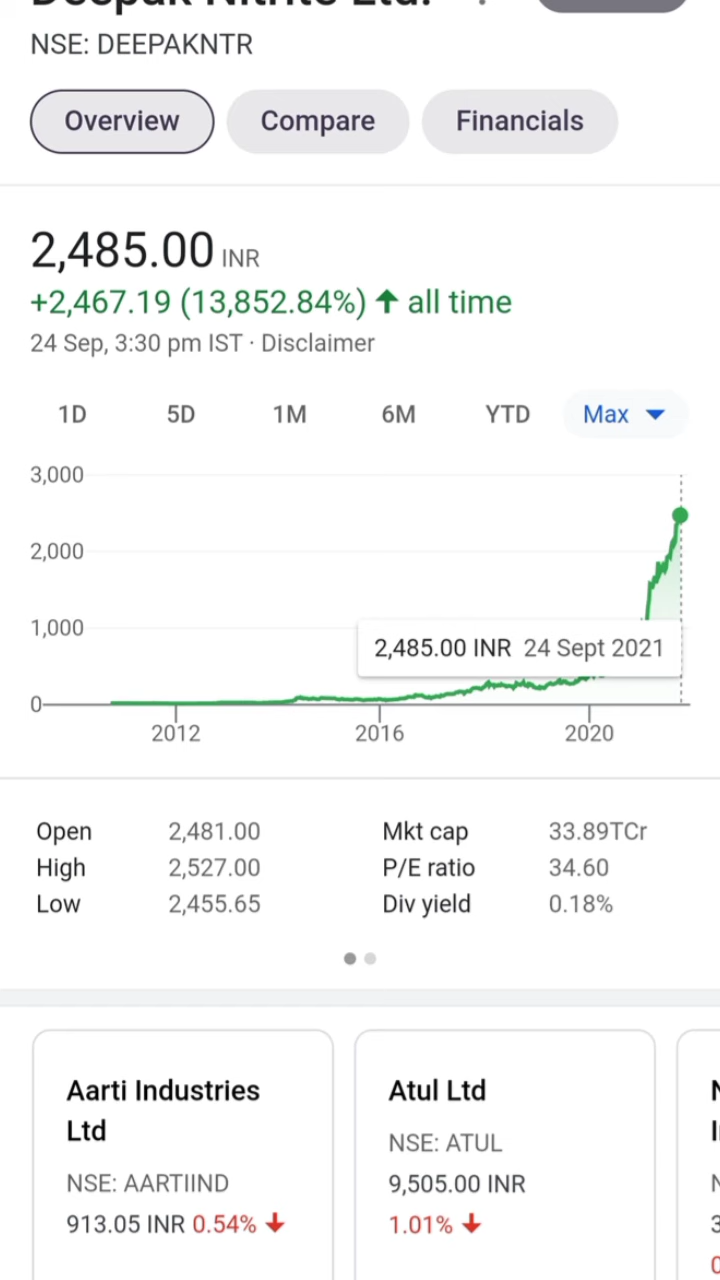 Deepak Nitrite Ltd.
NSE: DEEPAKNTR
Overview
Compare
Financials
2,485.00 INR
+2,467.19 (13,852.84%) ↑ all time
24 Sep, 3:30 pm IST · Disclaimer
1D 5D 1M 6M YTD Max
3,000
2,000
1,000
2,485.00 INR 24 Sept 2021
0
2012 2016 2020
Open 2,481.00 Mkt cap 33.89TCr
High 2,527.00 P/E ratio 34.60
Low 2,455.65 Div yield 0.18%
Aarti Industries
Ltd
NSE: AARTIIND
913.05 INR 0.54% ↓
Atul Ltd
NSE: ATUL
9,505.00 INR
1.01% ↓